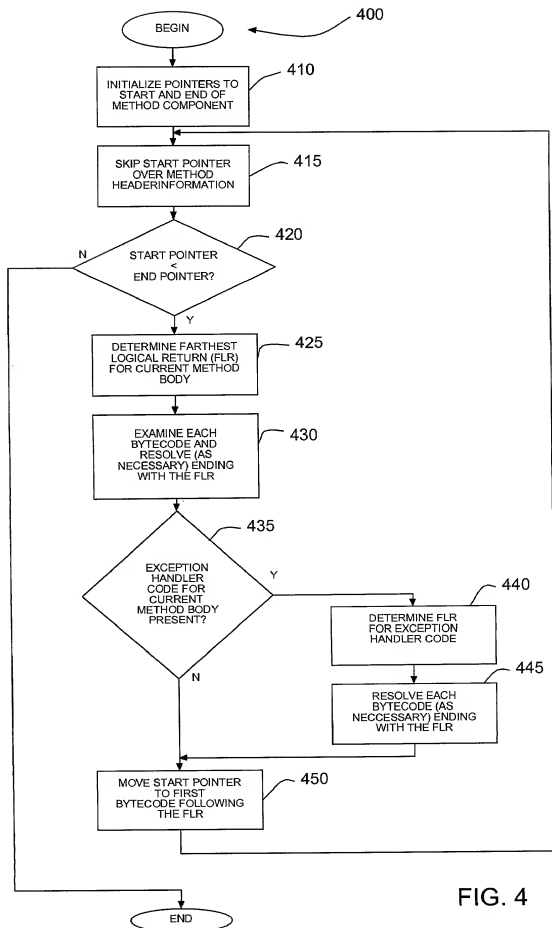 BEGIN
400
INITIALIZE POINTERS TO
START AND END OF
METHOD COMPONENT
410
SKIP START POINTER
OVER METHOD
HEADERINFORMATION
415
START POINTER
<
END POINTER?
420
N
Y
DETERMINE FARTHEST
LOGICAL RETURN (FLR)
FOR CURRENT METHOD
BODY
425
EXAMINE EACH
BYTECODE AND
RESOLVE (AS
NECESSARY) ENDING
WITH THE FLR
430
EXCEPTION
HANDLER
CODE FOR
CURRENT
METHOD BODY
PRESENT?
435
Y
N
DETERMINE FLR
FOR EXCEPTION
HANDLER CODE
440
RESOLVE EACH
BYTECODE (AS
NECCESSARY) ENDING
WITH THE FLR
445
MOVE START POINTER
TO FIRST
BYTECODE FOLLOWING
THE FLR
450
END
FIG. 4